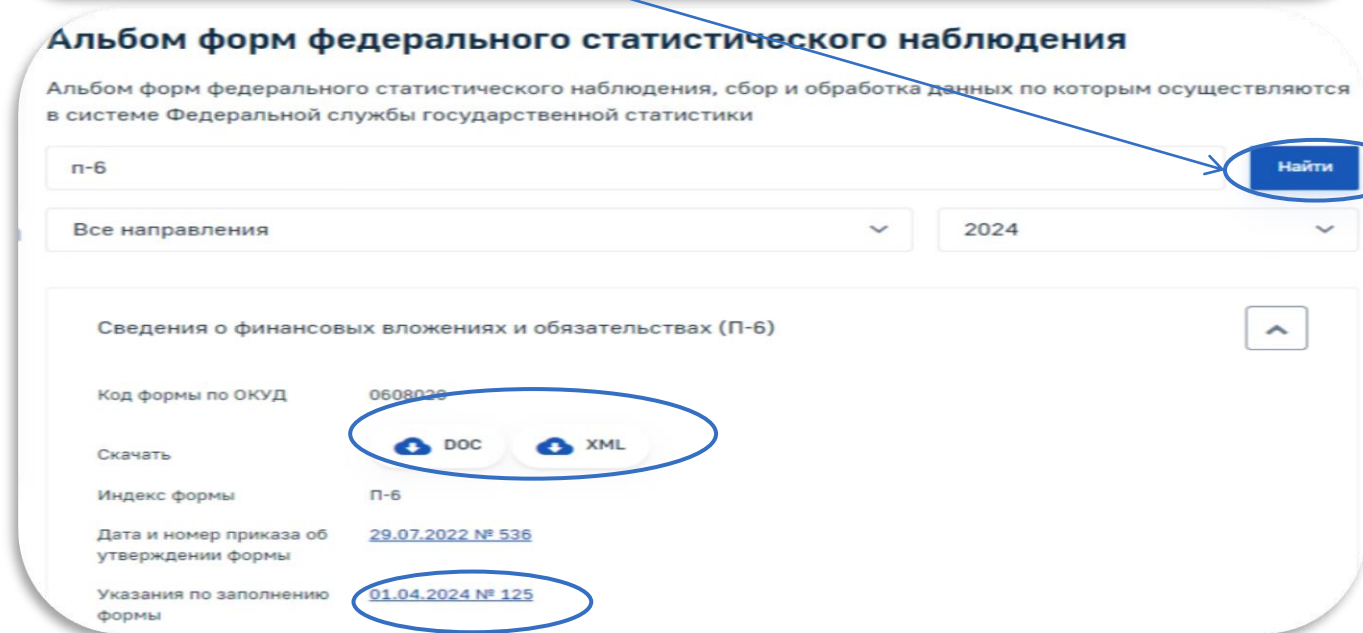 Альбом форм федерального статистического наблюдения
Альбом форм федерального статистического наблюдения, сбор и обработка данных по которым осуществляются
в системе Федеральной службы государственной статистики
п-6
Найти
Все направления
2024
Сведения о финансовых вложениях и обязательствах (П-6)
Код формы по ОКУД
0608020
Скачать
DOC
XML
Индекс формы
П-6
Дата и номер приказа об
утверждении формы
29.07.2022 № 536
Указания по заполнению
формы
01.04.2024 № 125